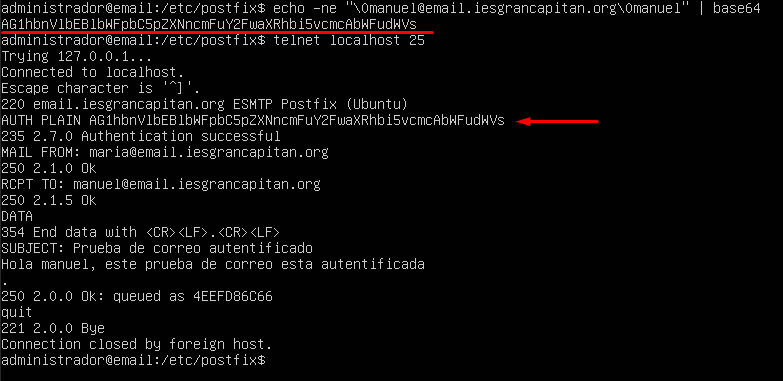 administrador@email:/etc/postfix$ echo -ne "\0manuel@email.iesgrancapitan.org\0manuel" | base64
AG1hbnVlbEBlbWFpbC5pZXNncmFuY2FwaXRhbi5vcmcAbWFudWVs
administrador@email:/etc/postfix$ telnet localhost 25
Trying 127.0.0.1...
Connected to localhost.
Escape character is '^]'.
220 email.iesgrancapitan.org ESMTP Postfix (Ubuntu)
AUTH PLAIN AG1hbnVlbEBlbWFpbC5pZXNncmFuY2FwaXRhbi5vcmcAbWFudWVs
235 2.7.0 Authentication successful
MAIL FROM: maria@email.iesgrancapitan.org
250 2.1.0 Ok
RCPT TO: manuel@email.iesgrancapitan.org
250 2.1.5 Ok
DATA
354 End data with <CR><LF>.<CR><LF>
SUBJECT: Prueba de correo autentificado
Hola manuel, este prueba de correo esta autentificada
.
250 2.0.0 Ok: queued as 4EEFD86C66
quit
221 2.0.0 Bye
Connection closed by foreign host.
administrador@email:/etc/postfix$